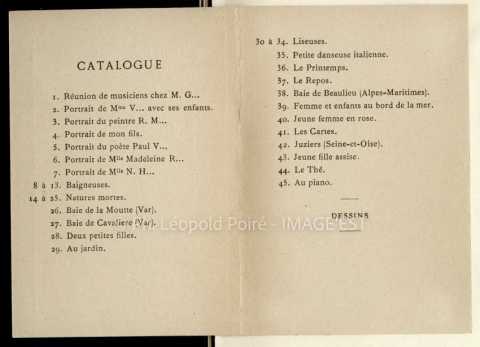 CATALOGUE
1. Réunion de musiciens chez M. G...
2. Portrait de Mme V... avec ses enfants.
3. Portrait du peintre R. M...
4. Portrait de mon fils.
5. Portrait du poète Paul V...
6. Portrait de Mlle Madeleine R...
7. Portrait de Mlle N. H...
8 à 13. Baigneuses.
14 à 25. Natures mortes.
26. Baie de la Moutte (Var).
27. Baie de Cavalière (Var).
28. Deux petites filles.
29. Au jardin.
30 à 34. Liseuses.
35. Petite danseuse italienne.
36. Le Printemps.
37. Le Repos.
38. Baie de Beaulieu (Alpes-Maritimes).
39. Femme et enfants au bord de la mer.
40. Jeune femme en rose.
41. Les Cartes.
42. Juziers (Seine-et-Oise).
43. Jeune fille assise.
44. Le Thé.
45. Au piano.
DESSINS
Léopold Poiré - IMAGE'EST